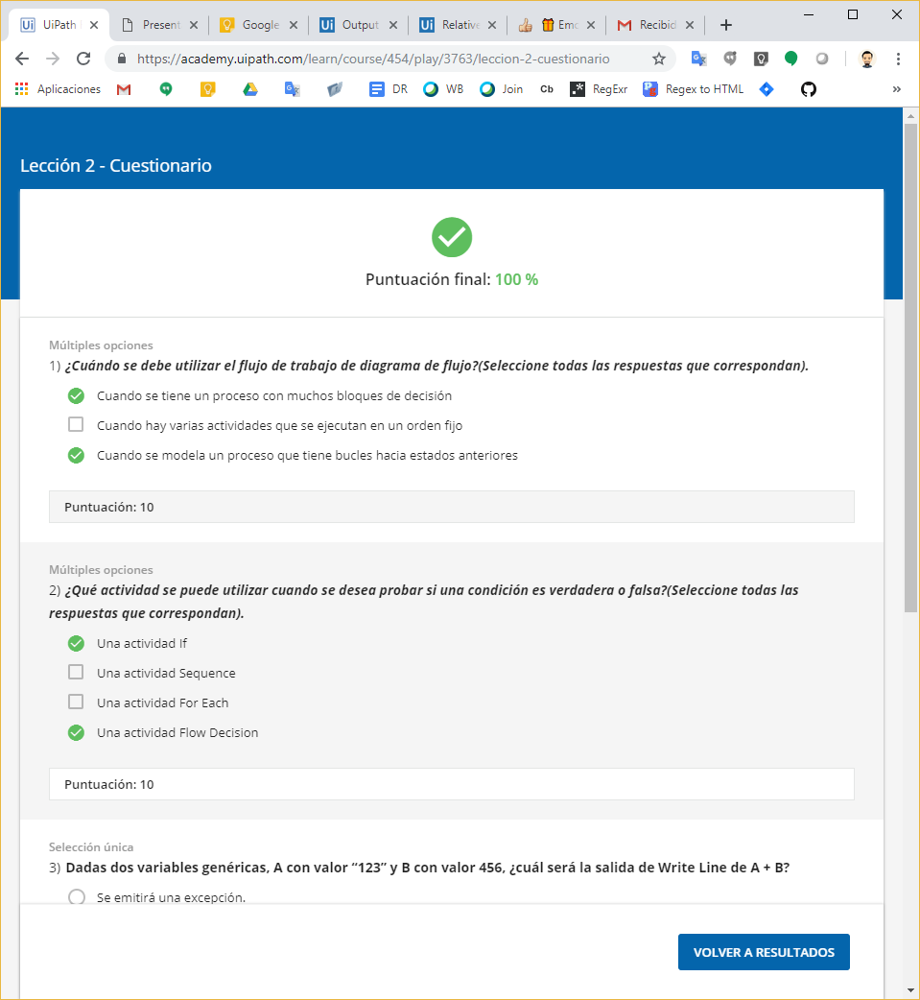 UiPath
Present
Google
Output
Relative
Emo
Recibid
https://academy.uipath.com/learn/course/454/play/3763/leccion-2-cuestionario
Aplicaciones
DR
WB
Join
Cb
RegExr
Regex to HTML
»
Lección 2 - Cuestionario
Puntuación final: 100 %
Múltiples opciones
1) ¿Cuándo se debe utilizar el flujo de trabajo de diagrama de flujo?(Seleccione todas las respuestas que correspondan).
Cuando se tiene un proceso con muchos bloques de decisión
Cuando hay varias actividades que se ejecutan en un orden fijo
Cuando se modela un proceso que tiene bucles hacia estados anteriores
Puntuación: 10
Múltiples opciones
2) ¿Qué actividad se puede utilizar cuando se desea probar si una condición es verdadera o falsa?(Seleccione todas las
respuestas que correspondan).
Una actividad If
Una actividad Sequence
Una actividad For Each
Una actividad Flow Decision
Puntuación: 10
Selección única
3) Dadas dos variables genéricas, A con valor “123” y B con valor 456, ¿cuál será la salida de Write Line de A + B?
Se emitirá una excepción.
VOLVER A RESULTADOS